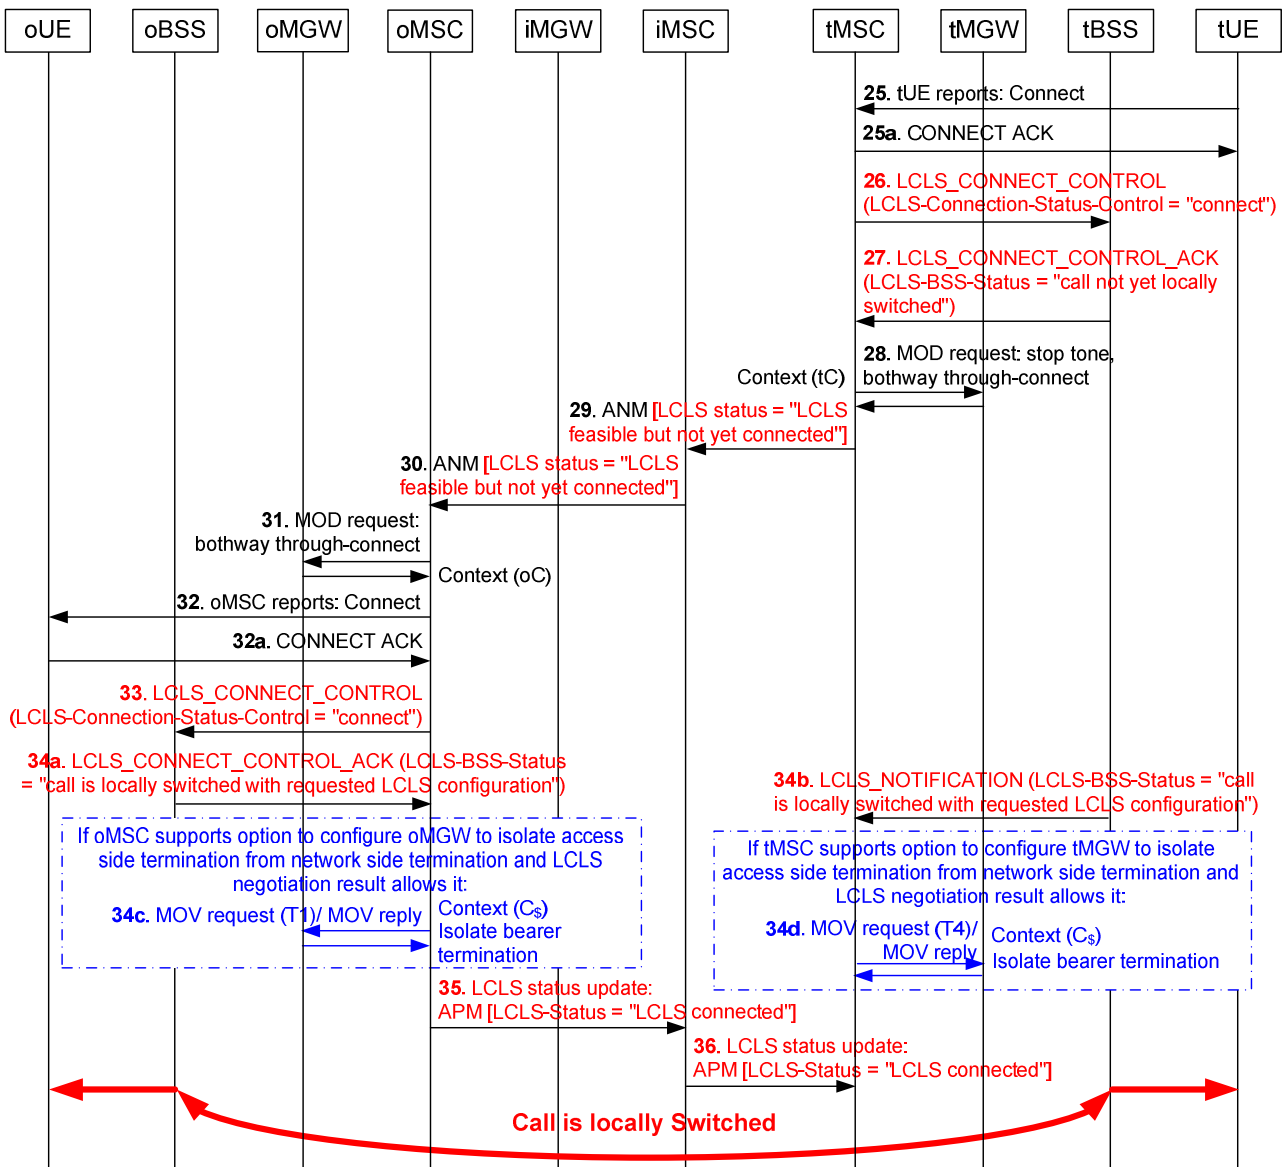 oUE oBSS oMGW oMSC iMGW iMSC tMSC tMGW tBSS tUE
25. tUE reports: Connect
25a. CONNECT ACK
26. LCLS_CONNECT_CONTROL
(LCLS-Connection-Status-Control = "connect")
27. LCLS_CONNECT_CONTROL_ACK
(LCLS-BSS-Status = "call not yet locally
switched")
28. MOD request: stop tone,
bothway through-connect
Context (tC)
29. ANM [LCLS status = "LCLS
feasible but not yet connected"]
30. ANM [LCLS status = "LCLS
feasible but not yet connected"]
31. MOD request:
bothway through-connect
Context (oC)
32. oMSC reports: Connect
32a. CONNECT ACK
33. LCLS_CONNECT_CONTROL
(LCLS-Connection-Status-Control = "connect")
34a. LCLS_CONNECT_CONTROL_ACK (LCLS-BSS-Status
= "call is locally switched with requested LCLS configuration")
34b. LCLS_NOTIFICATION (LCLS-BSS-Status = "call
is locally switched with requested LCLS configuration")
If oMSC supports option to configure oMGW to isolate access
side termination from network side termination and LCLS
negotiation result allows it:
34c. MOV request (T1)/ MOV reply
Context (C$)
Isolate bearer
termination
If tMSC supports option to configure tMGW to isolate
access side termination from network side termination and
LCLS negotiation result allows it:
34d. MOV request (T4)/
MOV reply
Context (C$)
Isolate bearer termination
35. LCLS status update:
APM [LCLS-Status = "LCLS connected"]
36. LCLS status update:
APM [LCLS-Status = "LCLS connected"]
Call is locally Switched